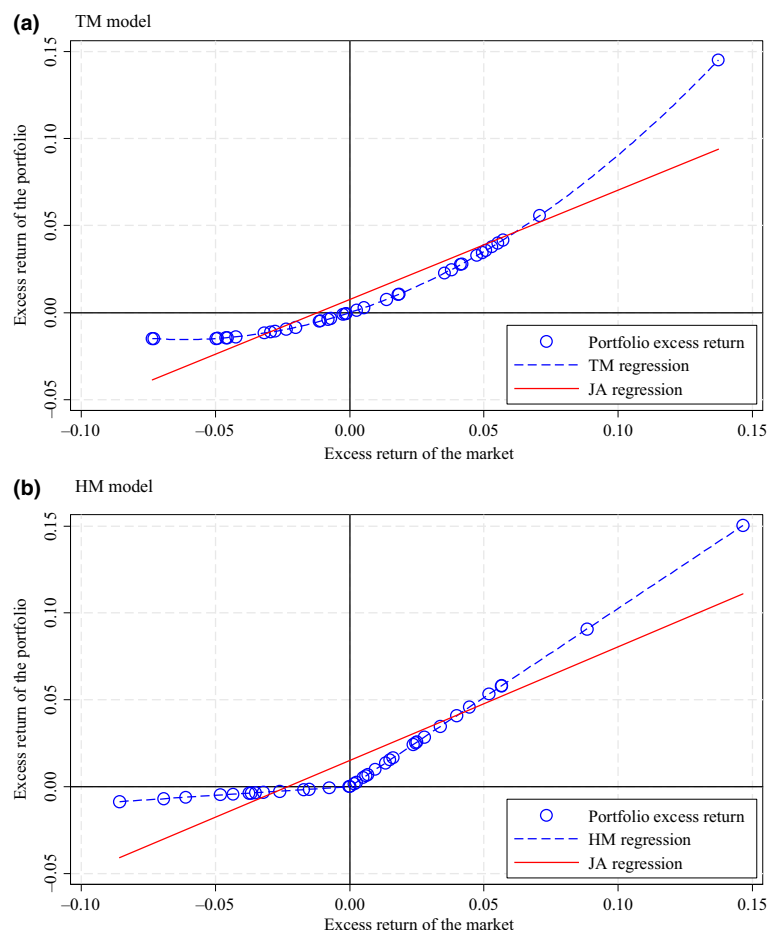 (a) TM model
0.15
0.10
0.05
0.00
−0.05
Excess return of the portfolio
Portfolio excess return
TM regression
JA regression
−0.10 −0.05 0.00 0.05 0.10 0.15
Excess return of the market
(b) HM model
0.15
0.10
0.05
0.00
−0.05
Excess return of the portfolio
Portfolio excess return
HM regression
JA regression
−0.10 −0.05 0.00 0.05 0.10 0.15
Excess return of the market